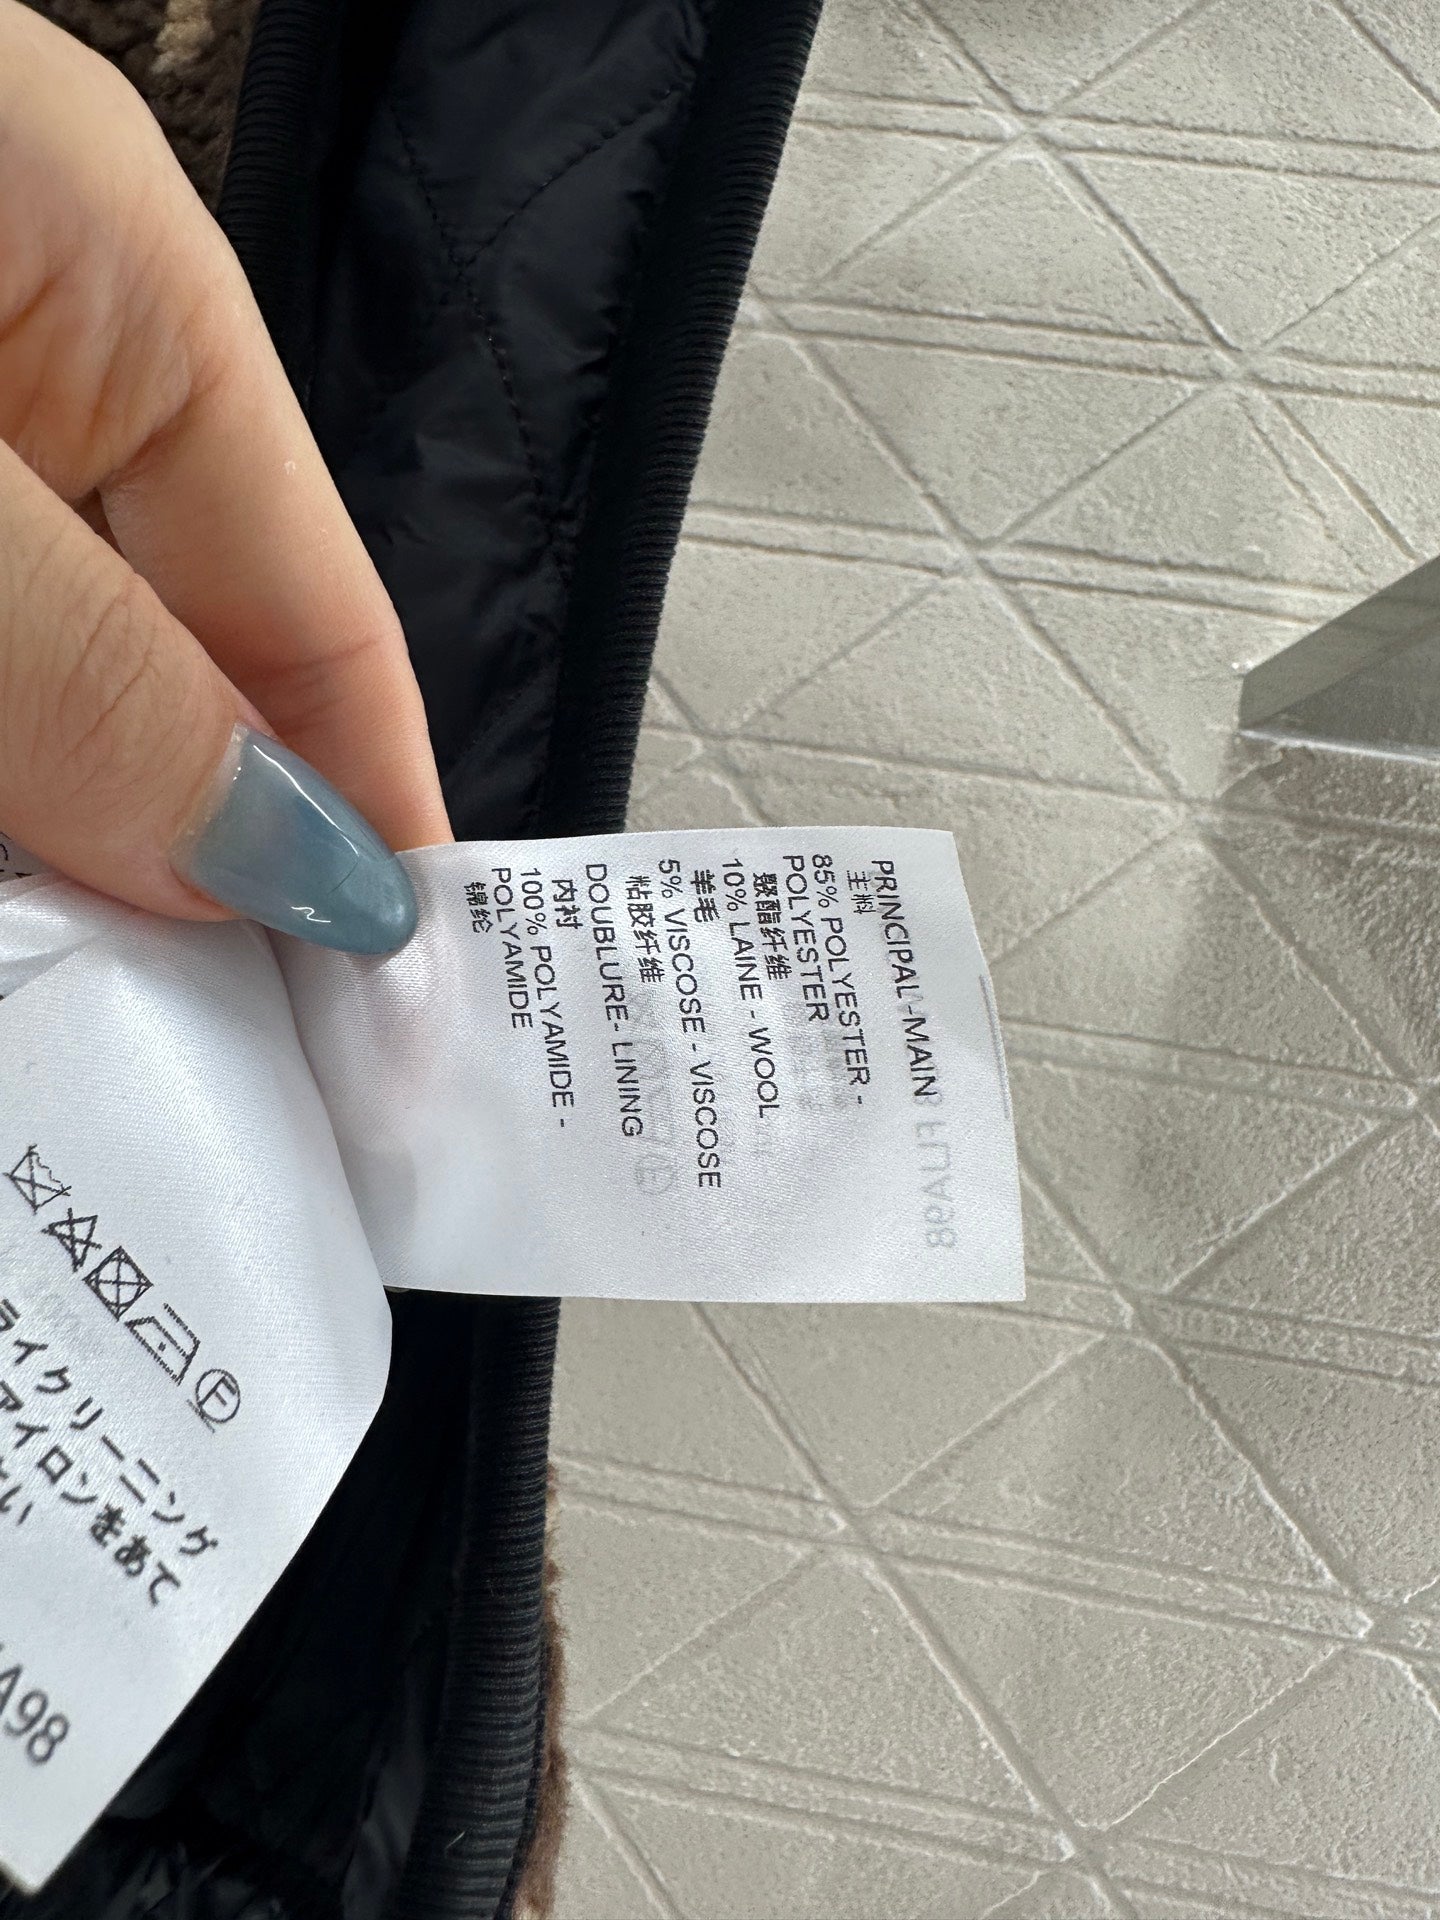 PRINCIPAL-MAIN
主料
85% POLYESTER -
POLYESTER
聚酯纤维
10% LAINE - WOOL
羊毛
5% VISCOSE - VISCOSE
粘胶纤维
DOUBLURE- LINING
内衬
100% POLYAMIDE -
POLYAMIDE
锦纶
F
ライクリーニング
アイロンをあて
さい
A98